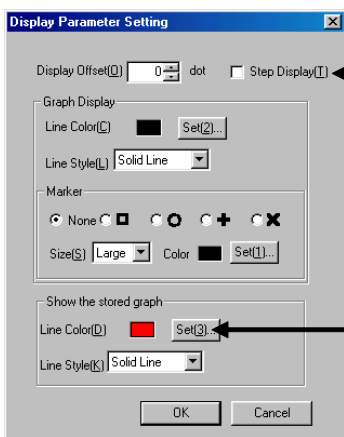 Display Parameter Setting
Display Offset(O) 0 dot Step Display(T)
Graph Display
Line Color(C) Set(2)...
Line Style(L) Solid Line
Marker
None
Size(S) Large Color Set(1)...
Show the stored graph
Line Color(D) Set(3)...
Line Style(K) Solid Line
OK Cancel